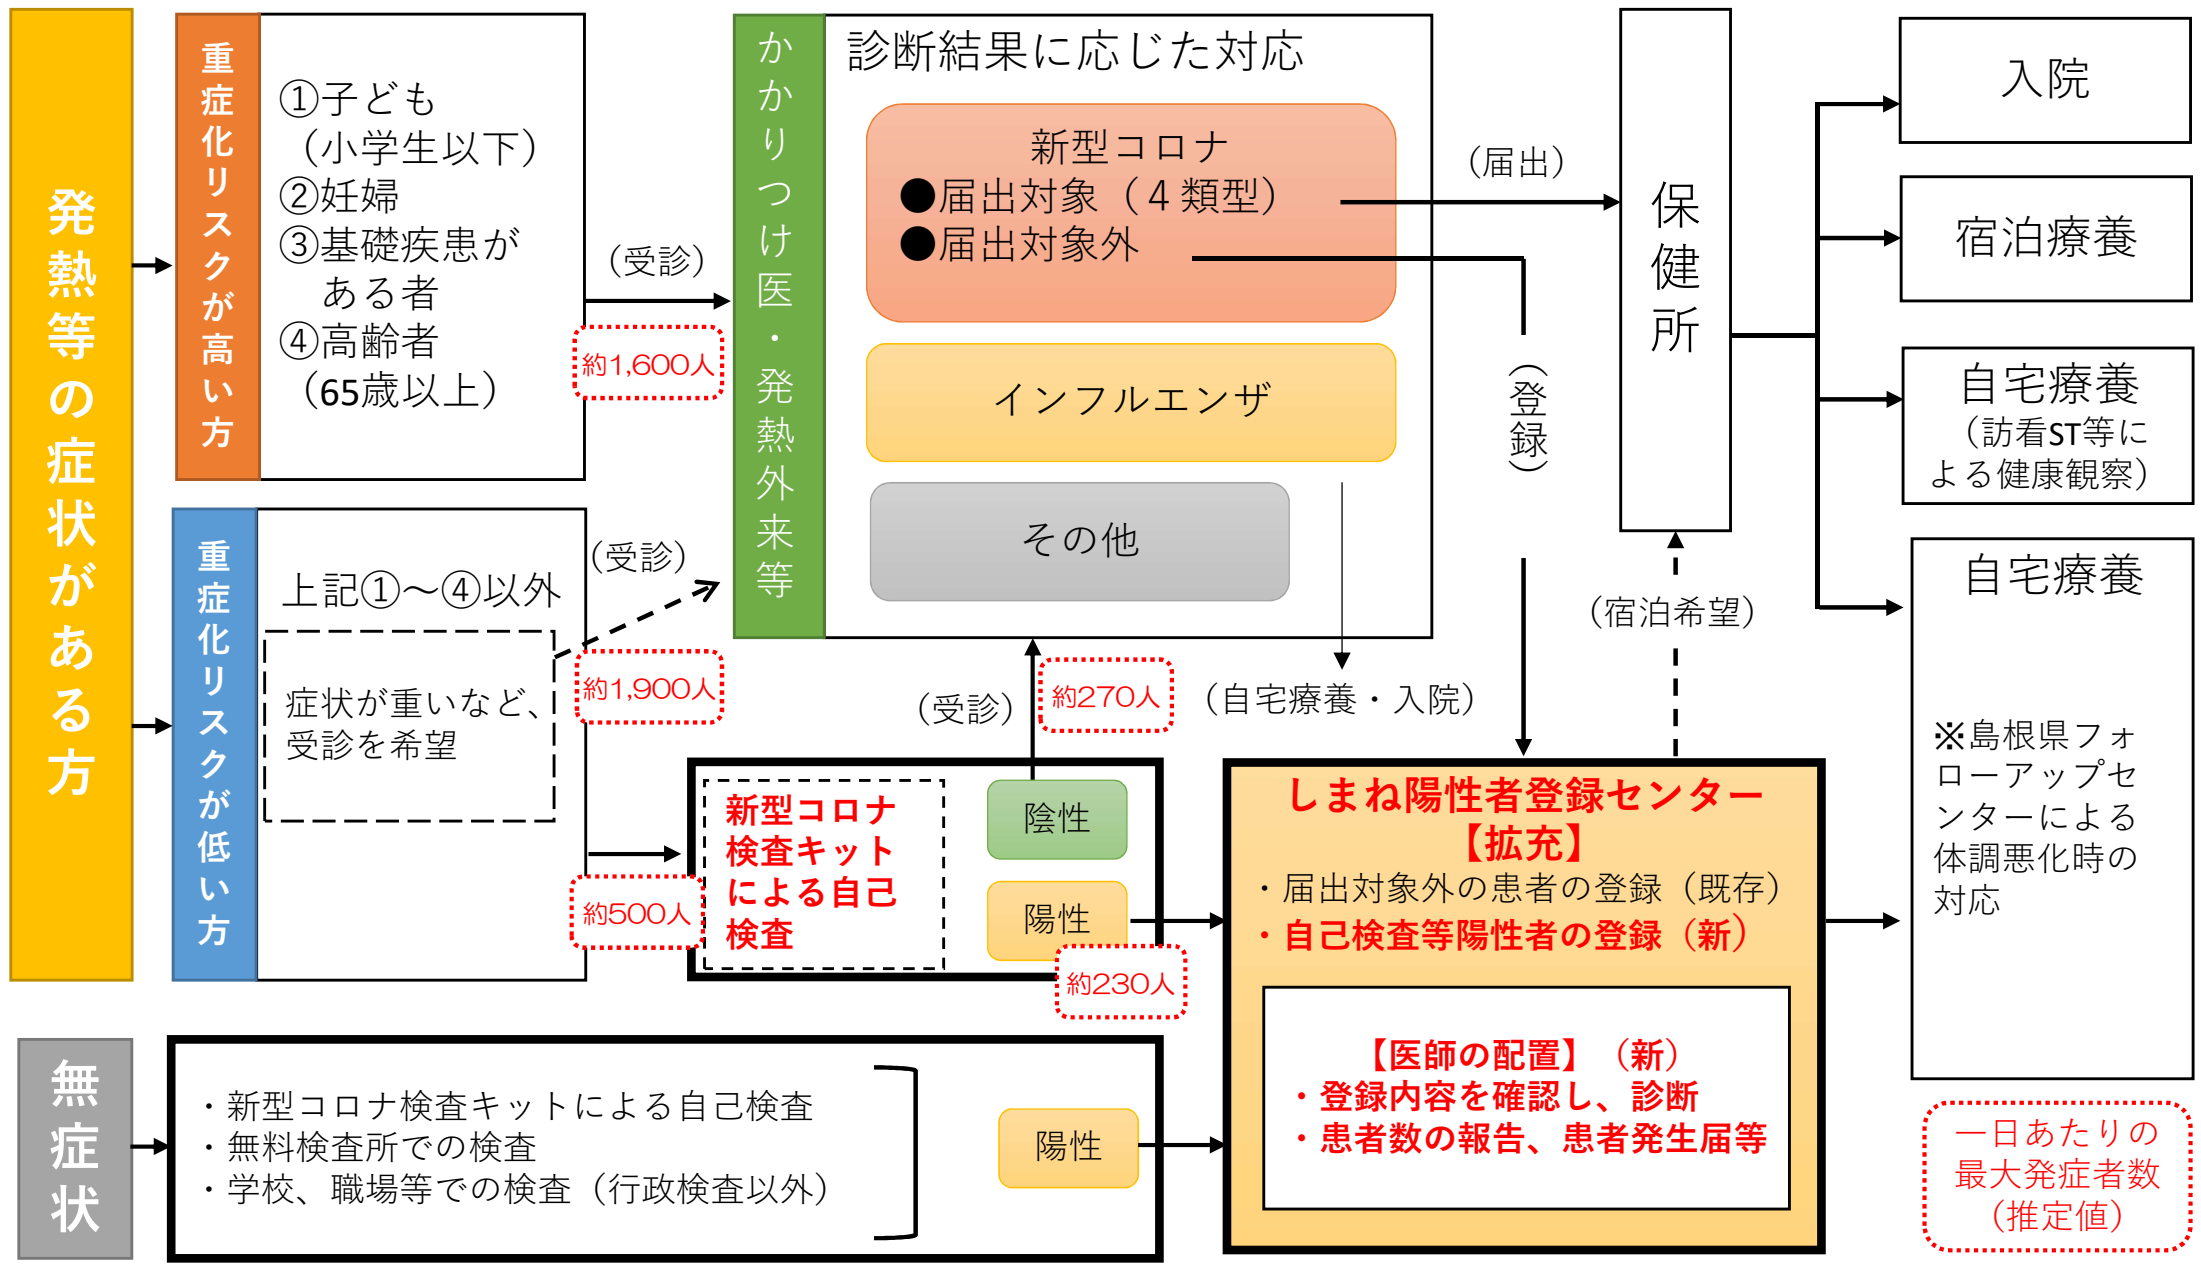 発熱等の症状がある方
重症化リスクが高い方
①子ども
（小学生以下）
②妊婦
③基礎疾患が
ある者
④高齢者
（65歳以上）
（受診）
約1,600人
重症化リスクが低い方
上記①～④以外
症状が重いなど、
受診を希望
（受診）
約1,900人
約500人
かかりつけ医・発熱外来等
診断結果に応じた対応
新型コロナ
●届出対象（４類型）
●届出対象外
インフルエンザ
その他
（届出）
（登録）
（自宅療養・入院）
（受診）
約270人
新型コロナ
検査キット
による自己
検査
陰性
陽性
約230人
保健所
（宿泊希望）
入院
宿泊療養
自宅療養
（訪看ST等に
よる健康観察）
自宅療養
※島根県フォ
ローアップセ
ンターによる
体調悪化時の
対応
しまね陽性者登録センター
【拡充】
・届出対象外の患者の登録（既存）
・自己検査等陽性者の登録（新）
【医師の配置】（新）
・登録内容を確認し、診断
・患者数の報告、患者発生届等
無症状
・新型コロナ検査キットによる自己検査
・無料検査所での検査
・学校、職場等での検査（行政検査以外）
陽性
一日あたりの
最大発症者数
（推定値）